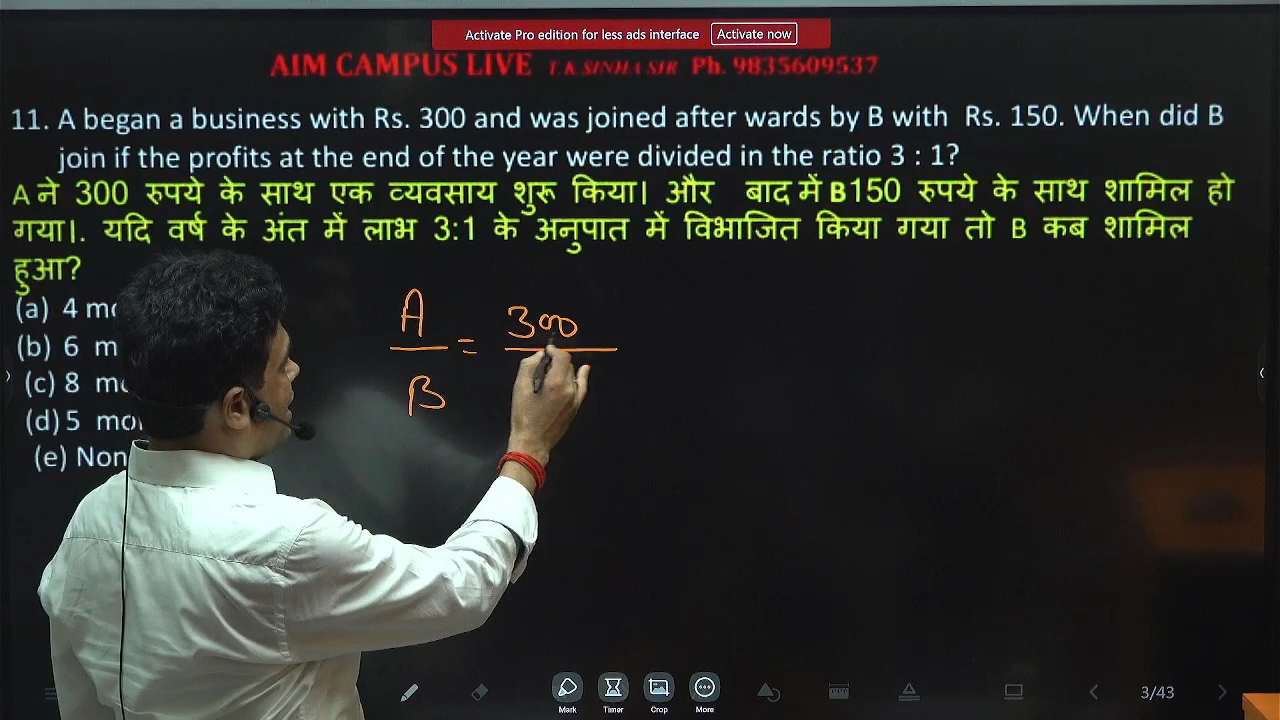 Activate Pro edition for less ads interface Activate now
AIM CAMPUS LIVE T.K.SINHA SIR Ph. 9835609537
11. A began a business with Rs. 300 and was joined after wards by B with Rs. 150. When did B
join if the profits at the end of the year were divided in the ratio 3 : 1?
A ने 300 रुपये के साथ एक व्यवसाय शुरू किया। और बाद में B150 रुपये के साथ शामिल हो
गया।. यदि वर्ष के अंत में लाभ 3:1 के अनुपात में विभाजित किया गया तो B कब शामिल
हुआ?
(a) 4
(b) 6
(c) 8
(d) 5
(e)
A = 300
B
Mark Timer Crop More
3/43